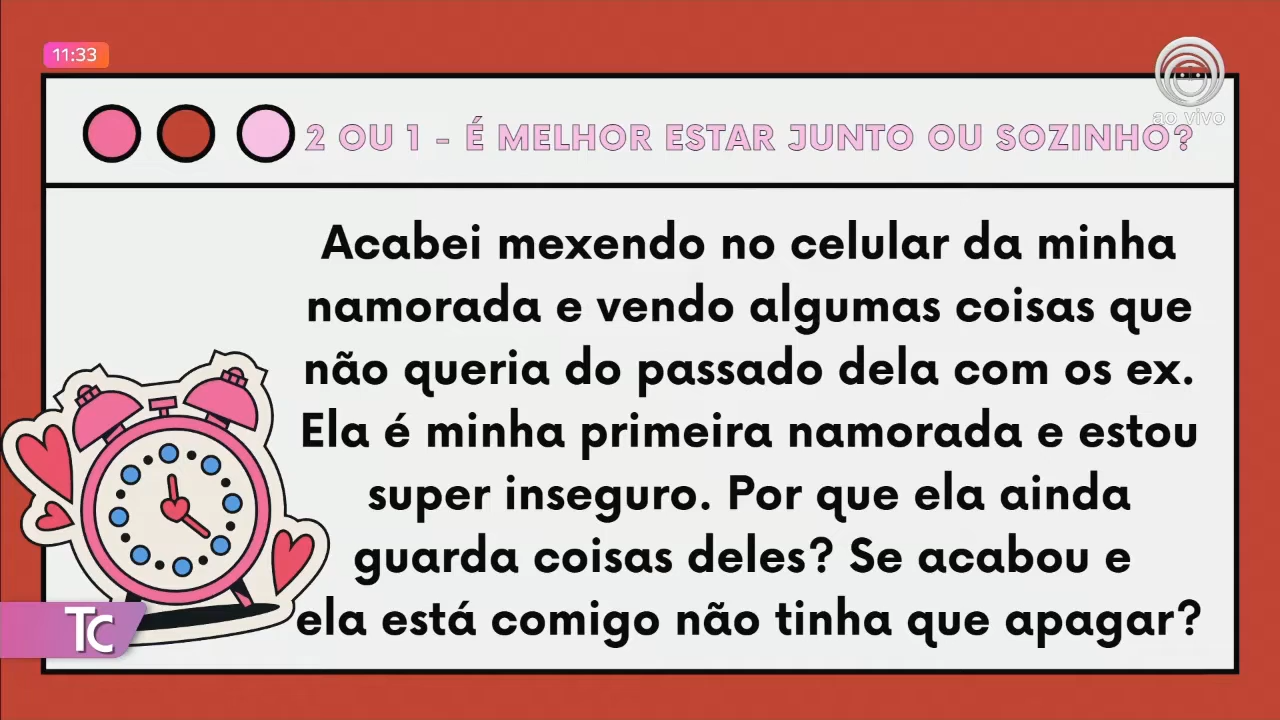 11:33
ao vivo
2 OU 1 - É MELHOR ESTAR JUNTO OU SOZINHO?
Acabei mexendo no celular da minha
namorada e vendo algumas coisas que
não queria do passado dela com os ex.
Ela é minha primeira namorada e estou
super inseguro. Por que ela ainda
guarda coisas deles? Se acabou e
ela está comigo não tinha que apagar?
TC